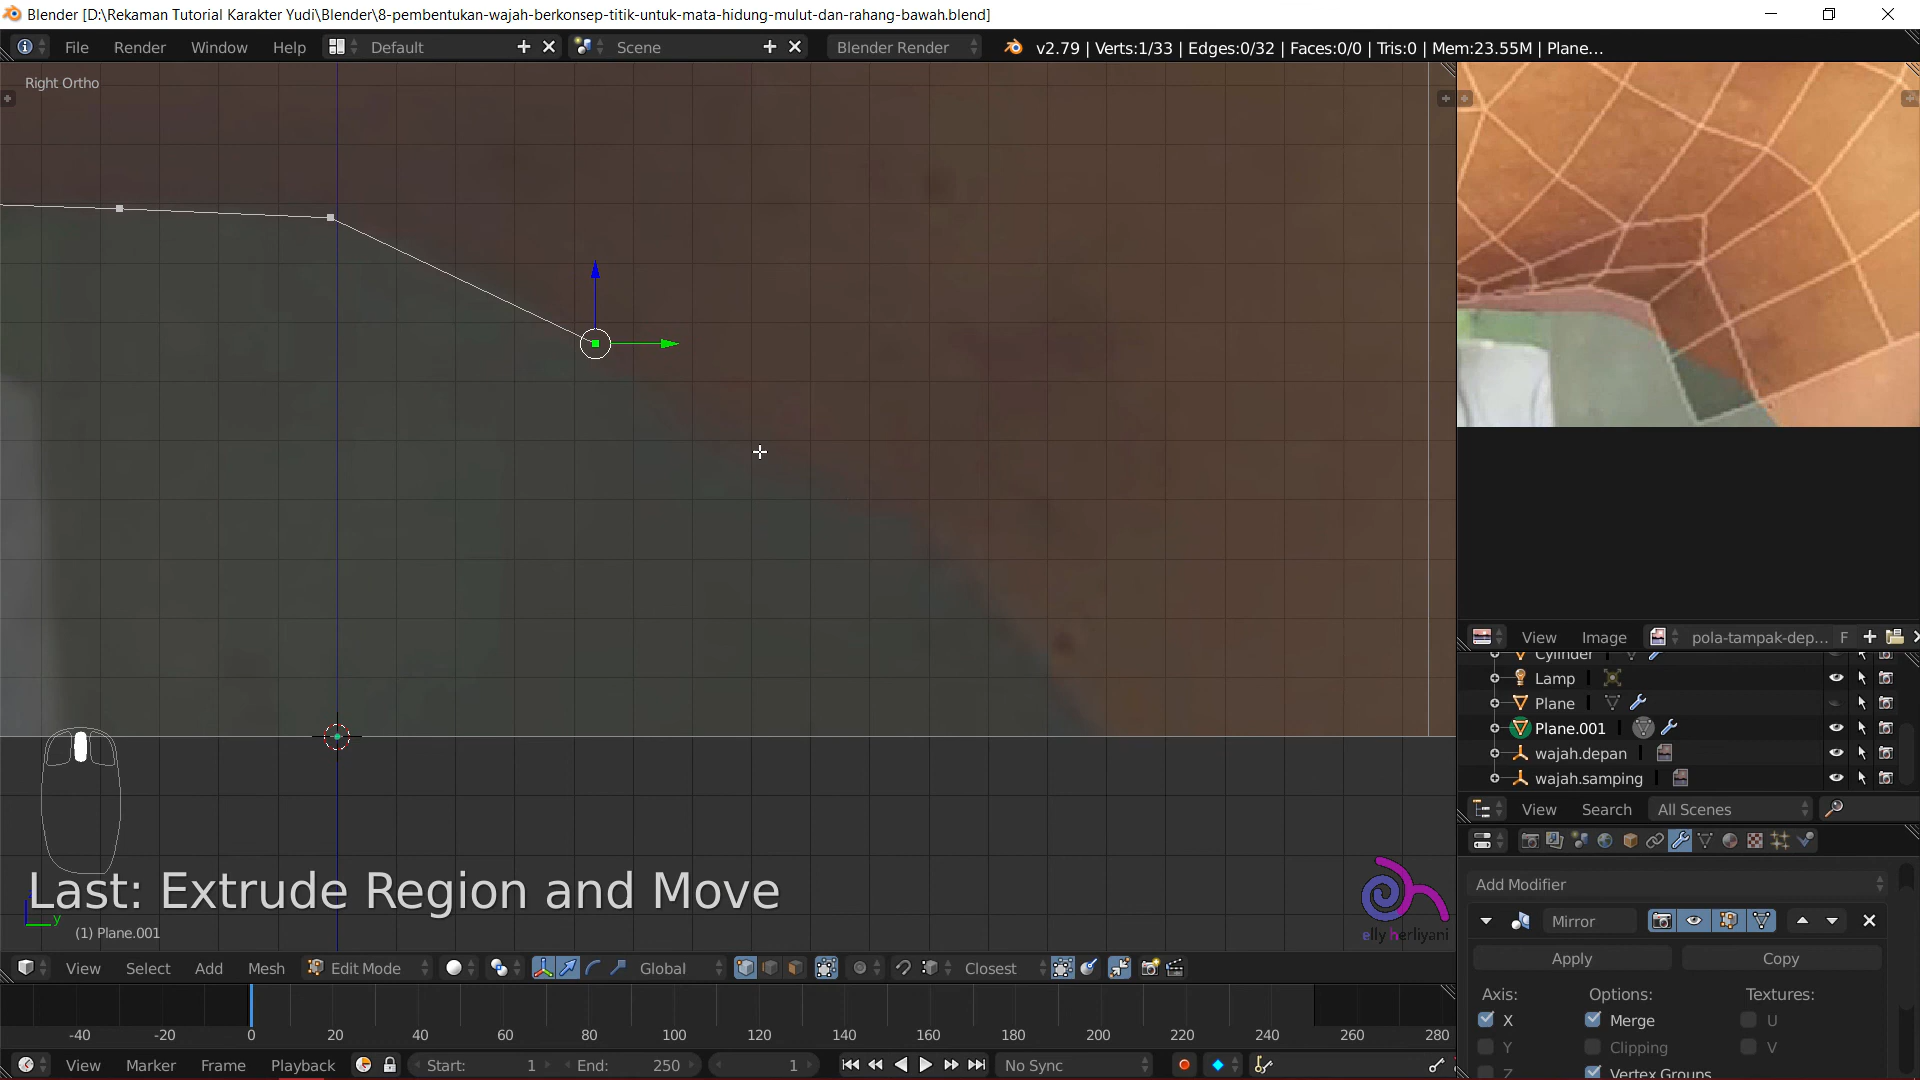 Blender [D:\Rekaman Tutorial Karakter Yudi\Blender\8-pembentukan-wajah-berkonsep-titik-untuk-mata-hidung-mulut-dan-rahang-bawah.blend]
File Render Window Help Default Scene Blender Render v2.79 | Verts:1/33 | Edges:0/32 | Faces:0/0 | Tris:0 | Mem:23.55M | Plane...
Right Ortho
View Image pola-tampak-dep... F
Cylinder
Lamp
Plane
Plane.001
wajah.depan
wajah.samping
View Search All Scenes
Add Modifier
Mirror
Apply Copy
Axis: Options: Textures:
X Merge U
Y Clipping V
Z Vertex Groups
Last: Extrude Region and Move
y
(1) Plane.001
elly herliyani
View Select Add Mesh Edit Mode Global Closest
-40 -20 0 20 40 60 80 100 120 140 160 180 200 220 240 260 280
View Marker Frame Playback Start: 1 End: 250 1 No Sync